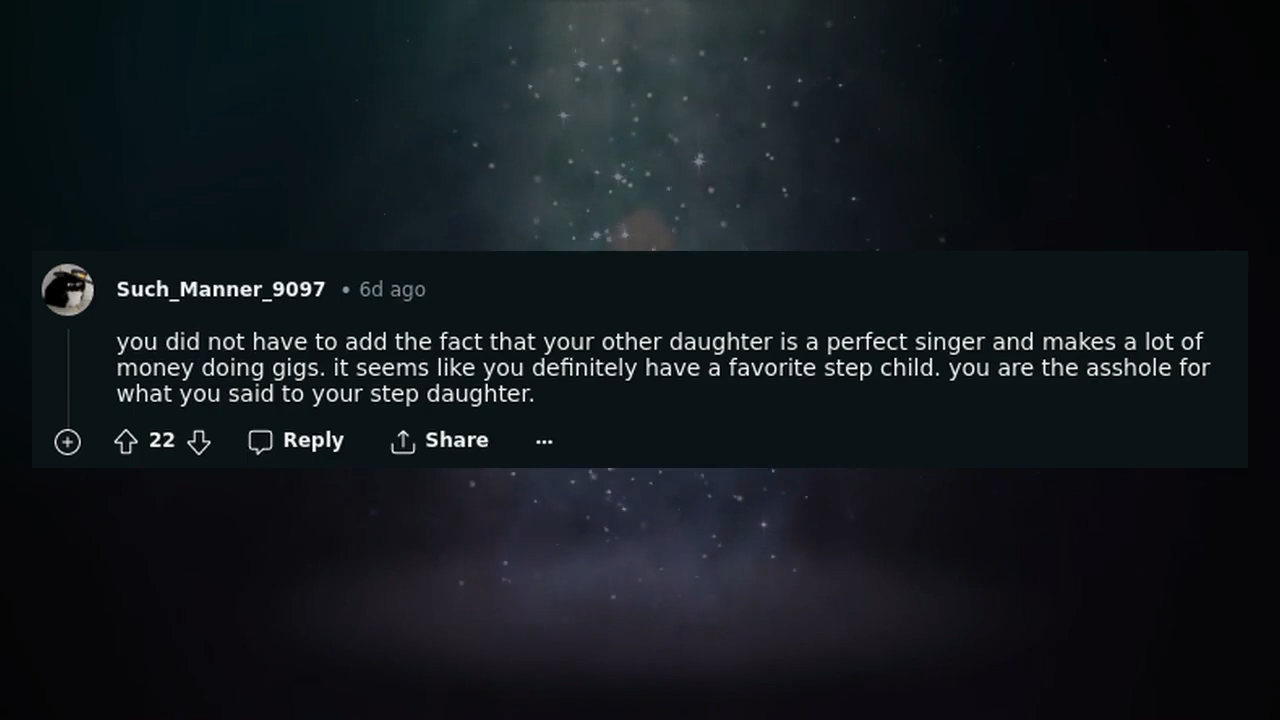 Such_Manner_9097 • 6d ago
you did not have to add the fact that your other daughter is a perfect singer and makes a lot of
money doing gigs. it seems like you definitely have a favorite step child. you are the asshole for
what you said to your step daughter.
22 Reply Share ...